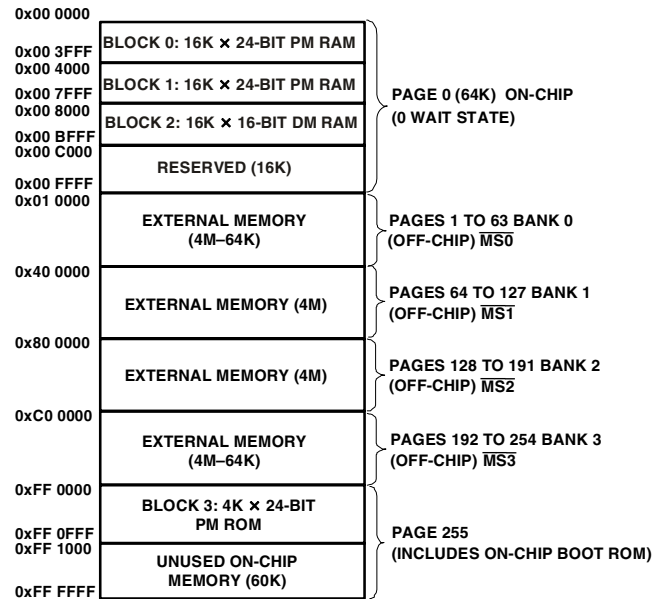 0x00 0000
BLOCK 0: 16K × 24-BIT PM RAM
0x00 3FFF
0x00 4000
BLOCK 1: 16K × 24-BIT PM RAM
0x00 7FFF
0x00 8000
BLOCK 2: 16K × 16-BIT DM RAM
0x00 BFFF
0x00 C000
RESERVED (16K)
0x00 FFFF
PAGE 0 (64K) ON-CHIP
(0 WAIT STATE)
0x01 0000
EXTERNAL MEMORY
(4M–64K)
PAGES 1 TO 63 BANK 0
(OFF-CHIP) MS0
0x40 0000
EXTERNAL MEMORY (4M)
PAGES 64 TO 127 BANK 1
(OFF-CHIP) MS1
0x80 0000
EXTERNAL MEMORY (4M)
PAGES 128 TO 191 BANK 2
(OFF-CHIP) MS2
0xC0 0000
EXTERNAL MEMORY
(4M–64K)
PAGES 192 TO 254 BANK 3
(OFF-CHIP) MS3
0xFF 0000
BLOCK 3: 4K × 24-BIT
PM ROM
0xFF 0FFF
0xFF 1000
UNUSED ON-CHIP
MEMORY (60K)
0xFF FFFF
PAGE 255
(INCLUDES ON-CHIP BOOT ROM)